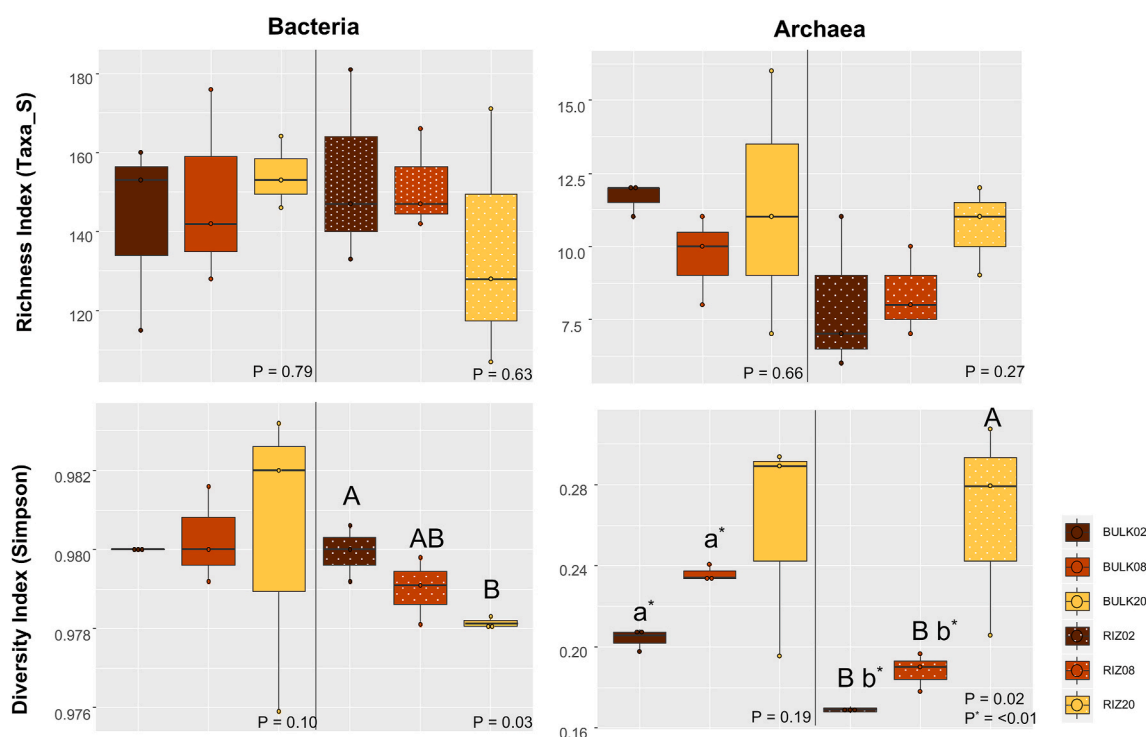 Bacteria
Archaea
Richness Index (Taxa_S)
180
160
140
120
P = 0.79
P = 0.63
15.0
12.5
10.0
7.5
P = 0.66
P = 0.27
Diversity Index (Simpson)
0.982
0.980
0.978
0.976
A
AB
B
P = 0.10
P = 0.03
0.28
0.24
0.20
0.16
a*
a*
B b*
B b*
A
P = 0.19
P = 0.02
P* = <0.01
BULK02
BULK08
BULK20
RIZ02
RIZ08
RIZ20